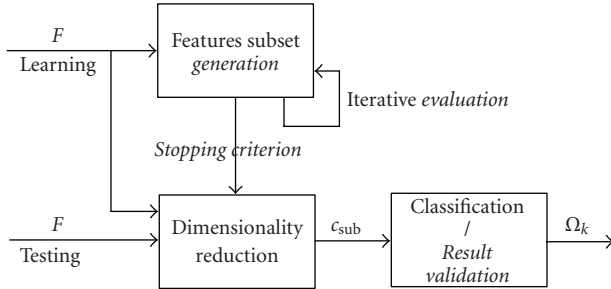 F
Learning
Features subset
generation
Iterative evaluation
Stopping criterion
F
Testing
Dimensionality
reduction
c_sub
Classification
/
Result
validation
Ω_k